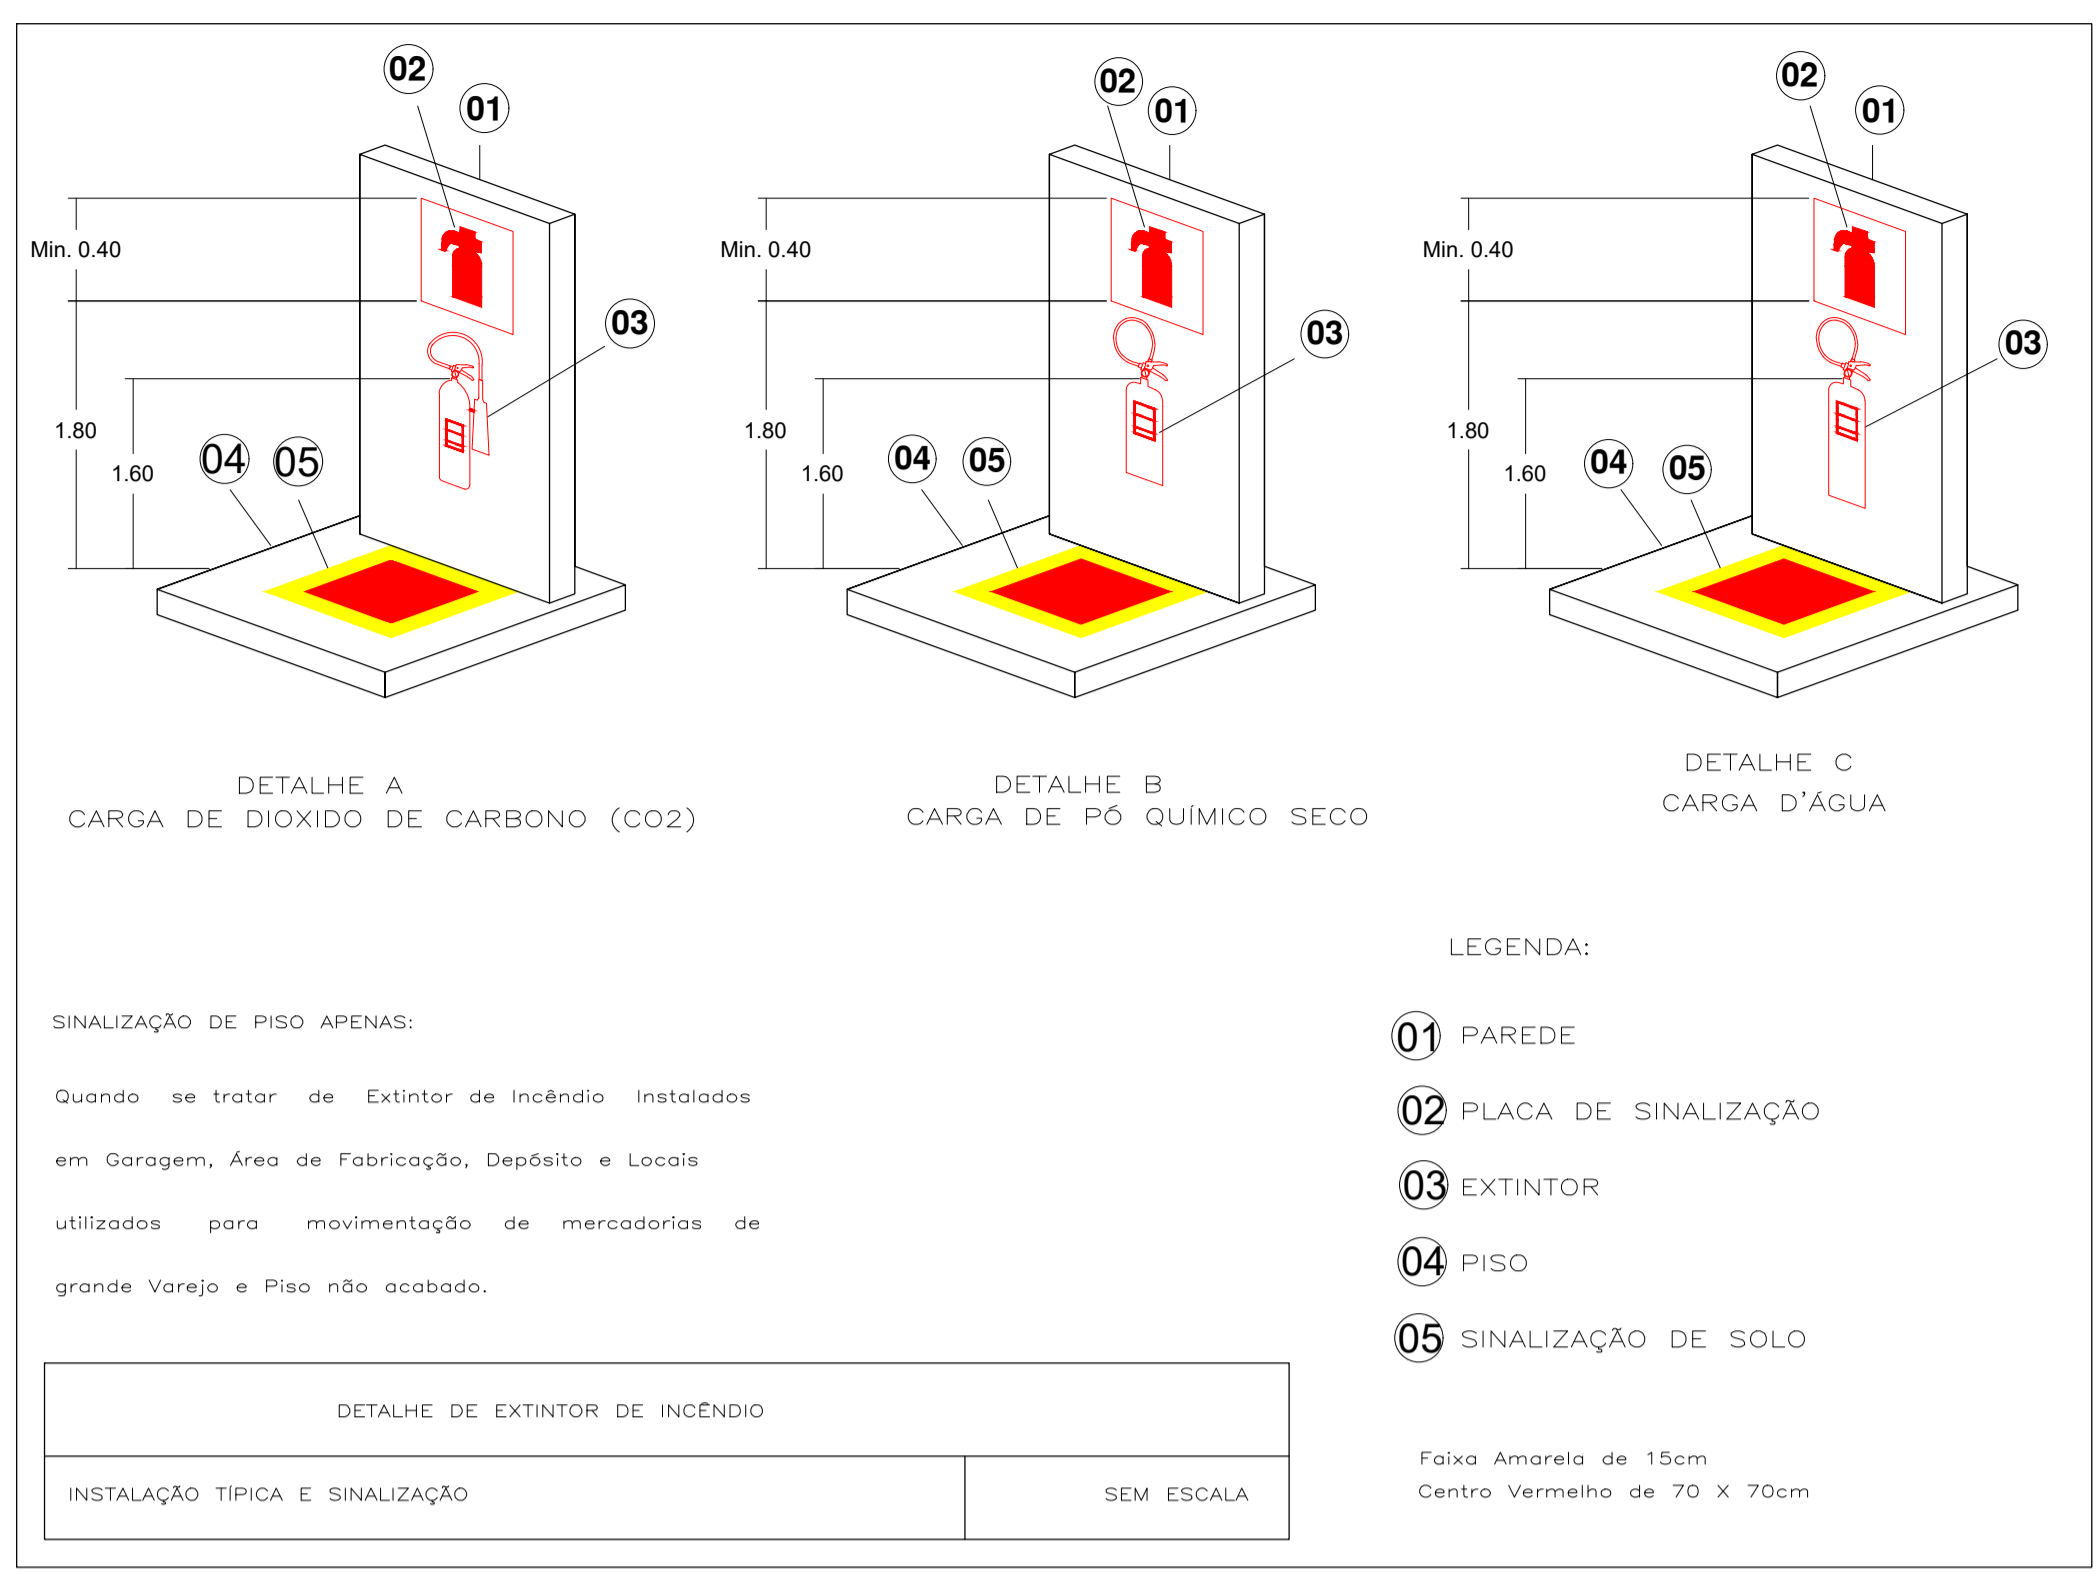 02
01
Min. 0.40
03
1.80
1.60
04
05
DETALHE A
CARGA DE DIOXIDO DE CARBONO (CO2)
02
01
Min. 0.40
03
1.80
1.60
04
05
DETALHE B
CARGA DE PÓ QUÍMICO SECO
02
01
Min. 0.40
03
1.80
1.60
04
05
DETALHE C
CARGA D'ÁGUA
SINALIZAÇÃO DE PISO APENAS:
Quando se tratar de Extintor de Incêndio Instalados
em Garagem, Área de Fabricação, Depósito e Locais
utilizados para movimentação de mercadorias de
grande Varejo e Piso não acabado.
LEGENDA:
01 PAREDE
02 PLACA DE SINALIZAÇÃO
03 EXTINTOR
04 PISO
05 SINALIZAÇÃO DE SOLO
Faixa Amarela de 15cm
Centro Vermelho de 70 X 70cm
DETALHE DE EXTINTOR DE INCÊNDIO
INSTALAÇÃO TÍPICA E SINALIZAÇÃO
SEM ESCALA